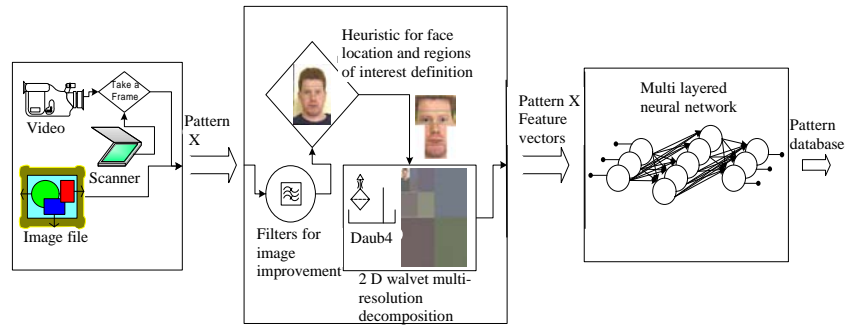 Video
Take a
Frame
Scanner
Image file
Pattern
X
Heuristic for face
location and regions
of interest definition
Filters for
image
improvement
Daub4
2 D walvet multi-
resolution
decomposition
Pattern X
Feature
vectors
Multi layered
neural network
Pattern
database